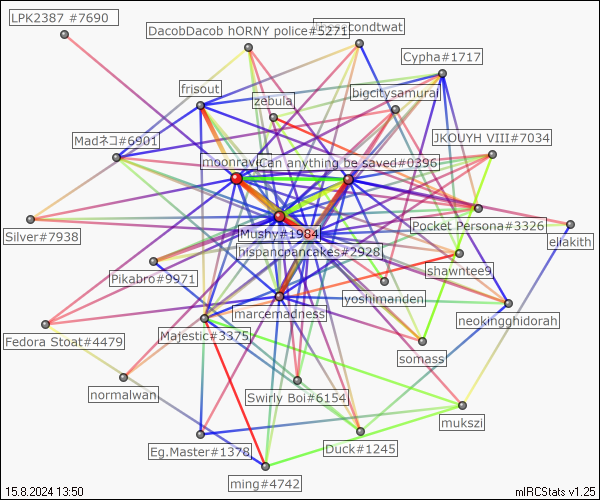 LPK2387 #7690
DacobDacob hORNY police#5271
Cypha#1717
frisout
bigcitysamurai
zebula
Madネコ#6901
JKOUYH VIII#7034
Can anything be saved#0396
Silver#7938
Mushy#1984
Pocket Persona#3326
eliakith
hispancpancakes#2928
Pikabro#9971
shawntee9
yoshimanden
marcemadness
neokingghidorah
Fedora Stoat#4479
Majestic#3375
somass
normalwan
Swirly Boi#6154
mukszi
Eg.Master#1378
Duck#1245
ming#4742
15.8.2024 13:50
mIRCStats v1.25